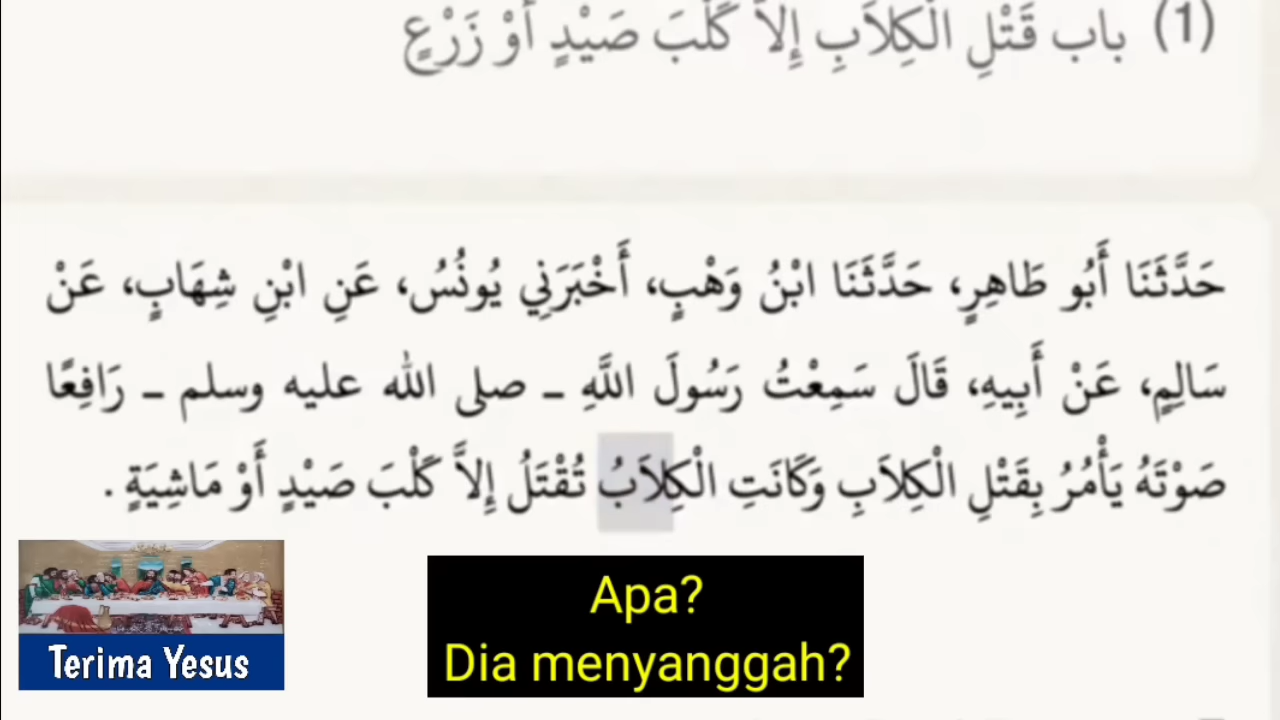 (1) باب قَتْلِ الْكِلاَبِ إِلاَّ كَلْبَ صَيْدٍ أَوْ زَرْعٍ
حَدَّثَنَا أَبُو طَاهِرٍ، حَدَّثَنَا ابْنُ وَهْبٍ، أَخْبَرَنِي يُونُسُ، عَنِ ابْنِ شِهَابٍ، عَنْ
سَالِمٍ، عَنْ أَبِيهِ، قَالَ سَمِعْتُ رَسُولَ اللَّهِ ـ صلى الله عليه وسلم ـ رَافِعًا
صَوْتَهُ يَأْمُرُ بِقَتْلِ الْكِلاَبِ وَكَانَتِ الْكِلاَبُ تُقْتَلُ إِلاَّ كَلْبَ صَيْدٍ أَوْ مَاشِيَةٍ .
Terima Yesus
Apa?
Dia menyanggah?